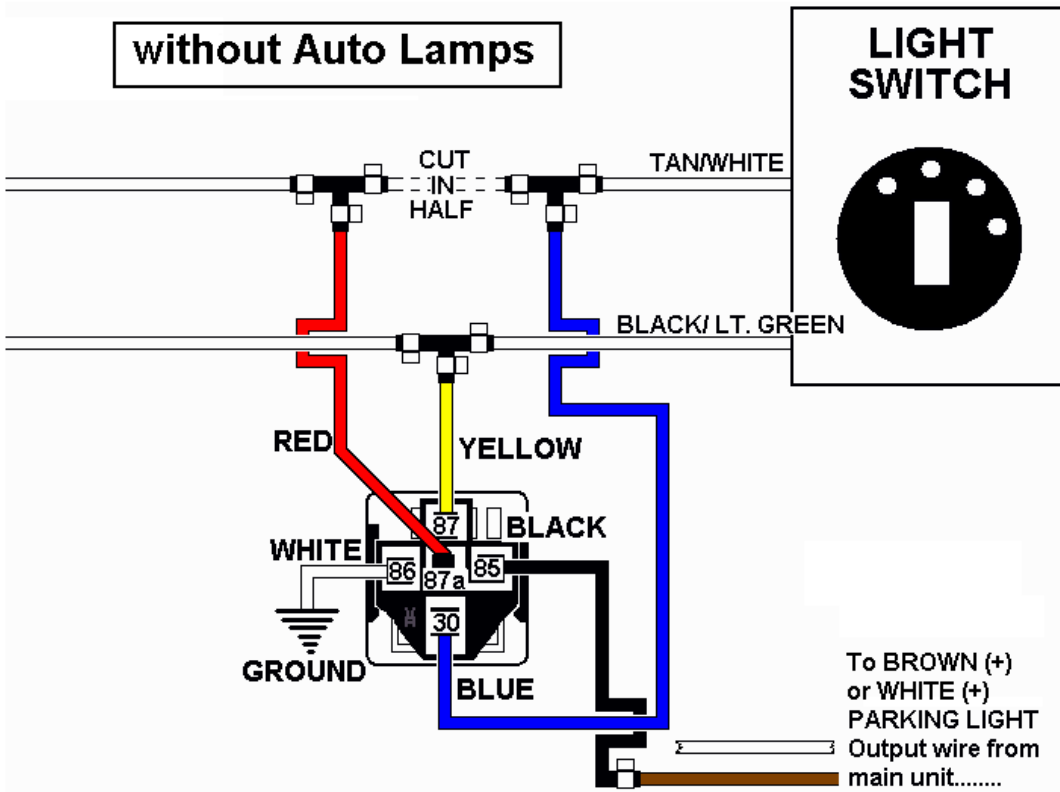 without Auto Lamps
LIGHT
SWITCH
CUT
IN
HALF
TAN/WHITE
BLACK/ LT. GREEN
RED
YELLOW
87
BLACK
WHITE
86
87a
85
30
GROUND
BLUE
To BROWN (+)
or WHITE (+)
PARKING LIGHT
Output wire from
main unit........